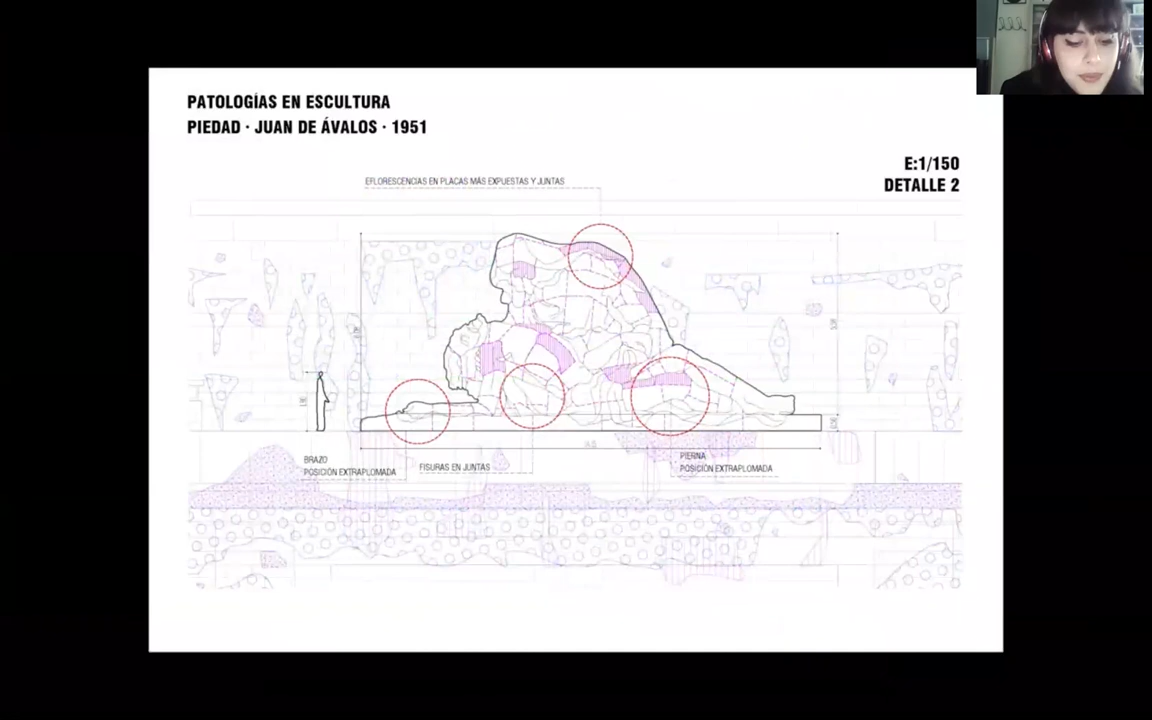 PATOLOGÍAS EN ESCULTURA
PIEDAD · JUAN DE ÁVALOS · 1951
E:1/150
DETALLE 2
EFLORESCENCIAS EN PLACAS MÁS EXPUESTAS Y JUNTAS
BRAZO
POSICIÓN EXTRAPLOMADA
FISURAS EN JUNTAS
PIERNA
POSICIÓN EXTRAPLOMADA